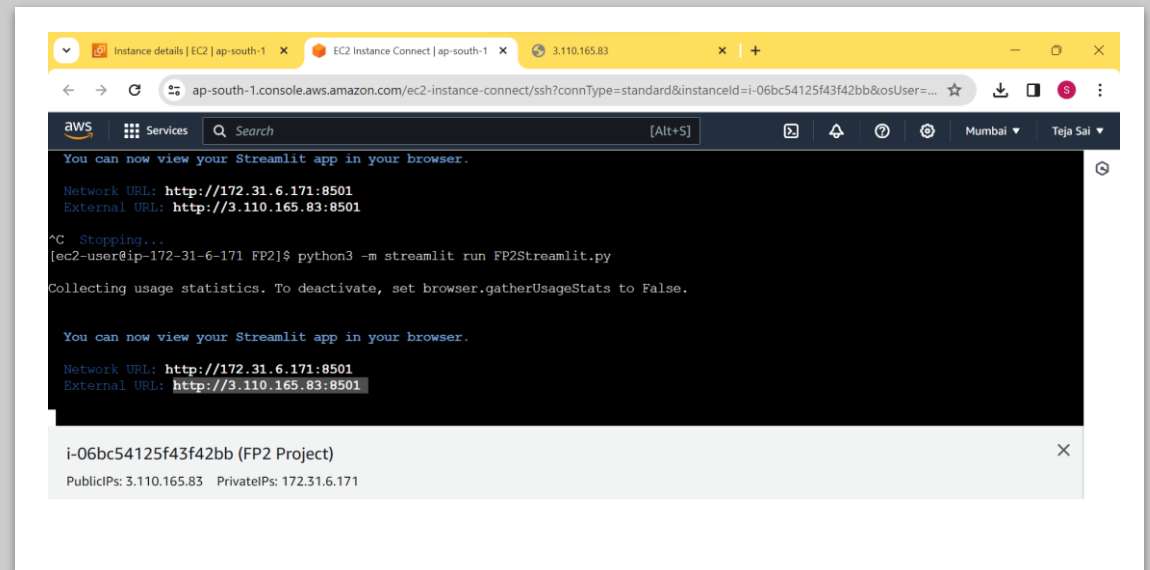 Instance details | EC2 | ap-south-1
EC2 Instance Connect | ap-south-1
3.110.165.83
ap-south-1.console.aws.amazon.com/ec2-instance-connect/ssh?connType=standard&instanceId=i-06bc54125f43f42bb&osUser=...
S
aws
Services
Search
[Alt+S]
Mumbai
Teja Sai
You can now view your Streamlit app in your browser.
Network URL: http://172.31.6.171:8501
External URL: http://3.110.165.83:8501
^C Stopping...
[ec2-user@ip-172-31-6-171 FP2]$ python3 -m streamlit run FP2Streamlit.py
Collecting usage statistics. To deactivate, set browser.gatherUsageStats to False.
You can now view your Streamlit app in your browser.
Network URL: http://172.31.6.171:8501
External URL: http://3.110.165.83:8501
i-06bc54125f43f42bb (FP2 Project)
PublicIPs: 3.110.165.83 PrivateIPs: 172.31.6.171